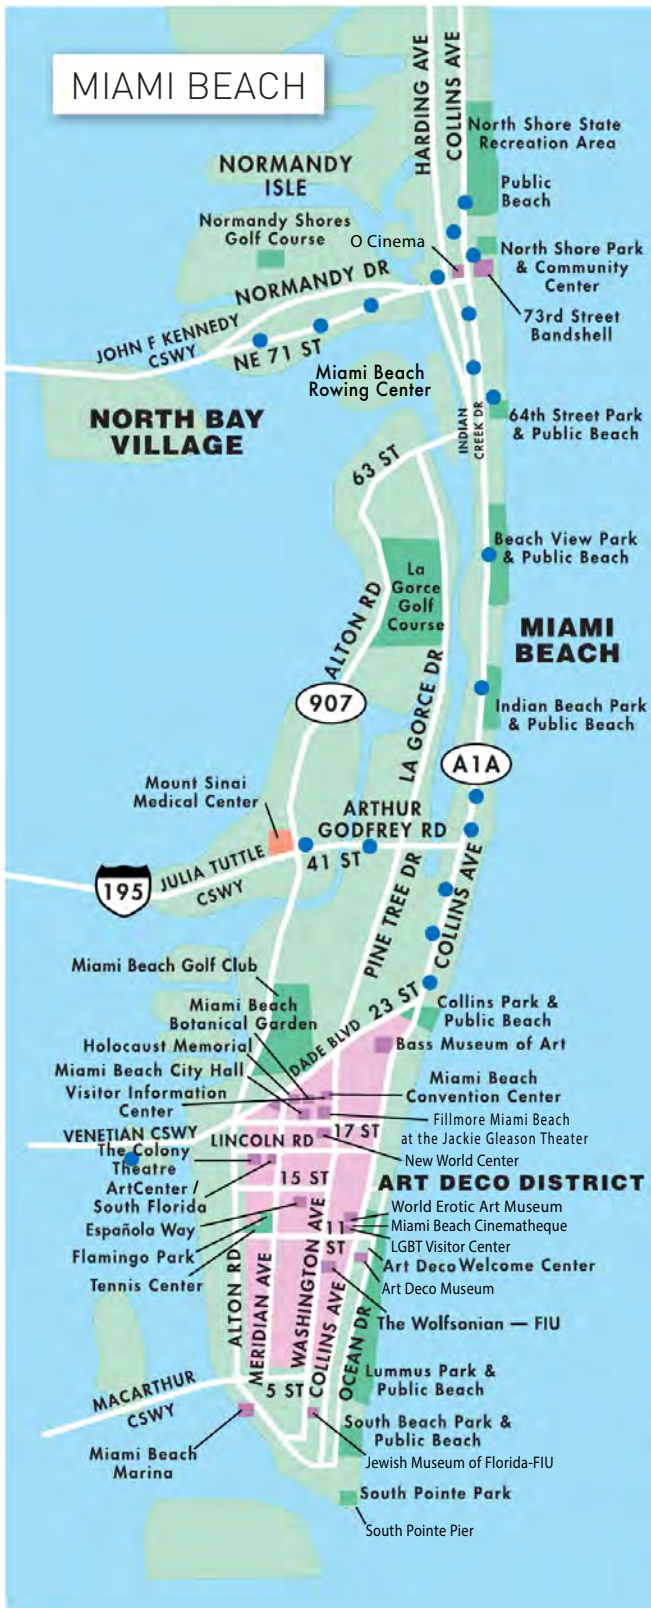 MIAMI BEACH
HARDING AVE
COLLINS AVE
North Shore State
Recreation Area
NORMANDY
ISLE
Public
Beach
Normandy Shores
Golf Course
O Cinema
North Shore Park
& Community
Center
NORMANDY DR
73rd Street
Bandshell
JOHN F KENNEDY
CSWY
NE 71 ST
Miami Beach
Rowing Center
NORTH BAY
VILLAGE
INDIAN
CREEK DR
64th Street Park
& Public Beach
63 ST
Beach View Park
& Public Beach
La
Gorce
Golf
Course
ALTON RD
MIAMI
BEACH
LA GORCE DR
907
Indian Beach Park
& Public Beach
A1A
Mount Sinai
Medical Center
ARTHUR
GODFREY RD
41 ST
JULIA TUTTLE
CSWY
195
PINE TREE DR
COLLINS AVE
Miami Beach Golf Club
23 ST
Collins Park &
Public Beach
Miami Beach
Botanical Garden
DADE BLVD
Holocaust Memorial
Bass Museum of Art
Miami Beach City Hall
Miami Beach
Convention Center
Visitor Information
Center
Fillmore Miami Beach
at the Jackie Gleason Theater
VENETIAN CSWY
LINCOLN RD
17 ST
The Colony
Theatre
New World Center
ArtCenter/
South Florida
15 ST
ART DECO DISTRICT
World Erotic Art Museum
Española Way
Miami Beach Cinematheque
11
ST
LGBT Visitor Center
Flamingo Park
Art Deco Welcome Center
Tennis Center
Art Deco Museum
ALTON RD
MERIDIAN AVE
WASHINGTON AVE
COLLINS AVE
OCEAN DR
The Wolfsonian — FIU
Lummus Park &
Public Beach
5 ST
MACARTHUR
CSWY
South Beach Park &
Public Beach
Miami Beach
Marina
Jewish Museum of Florida-FIU
South Pointe Park
South Pointe Pier